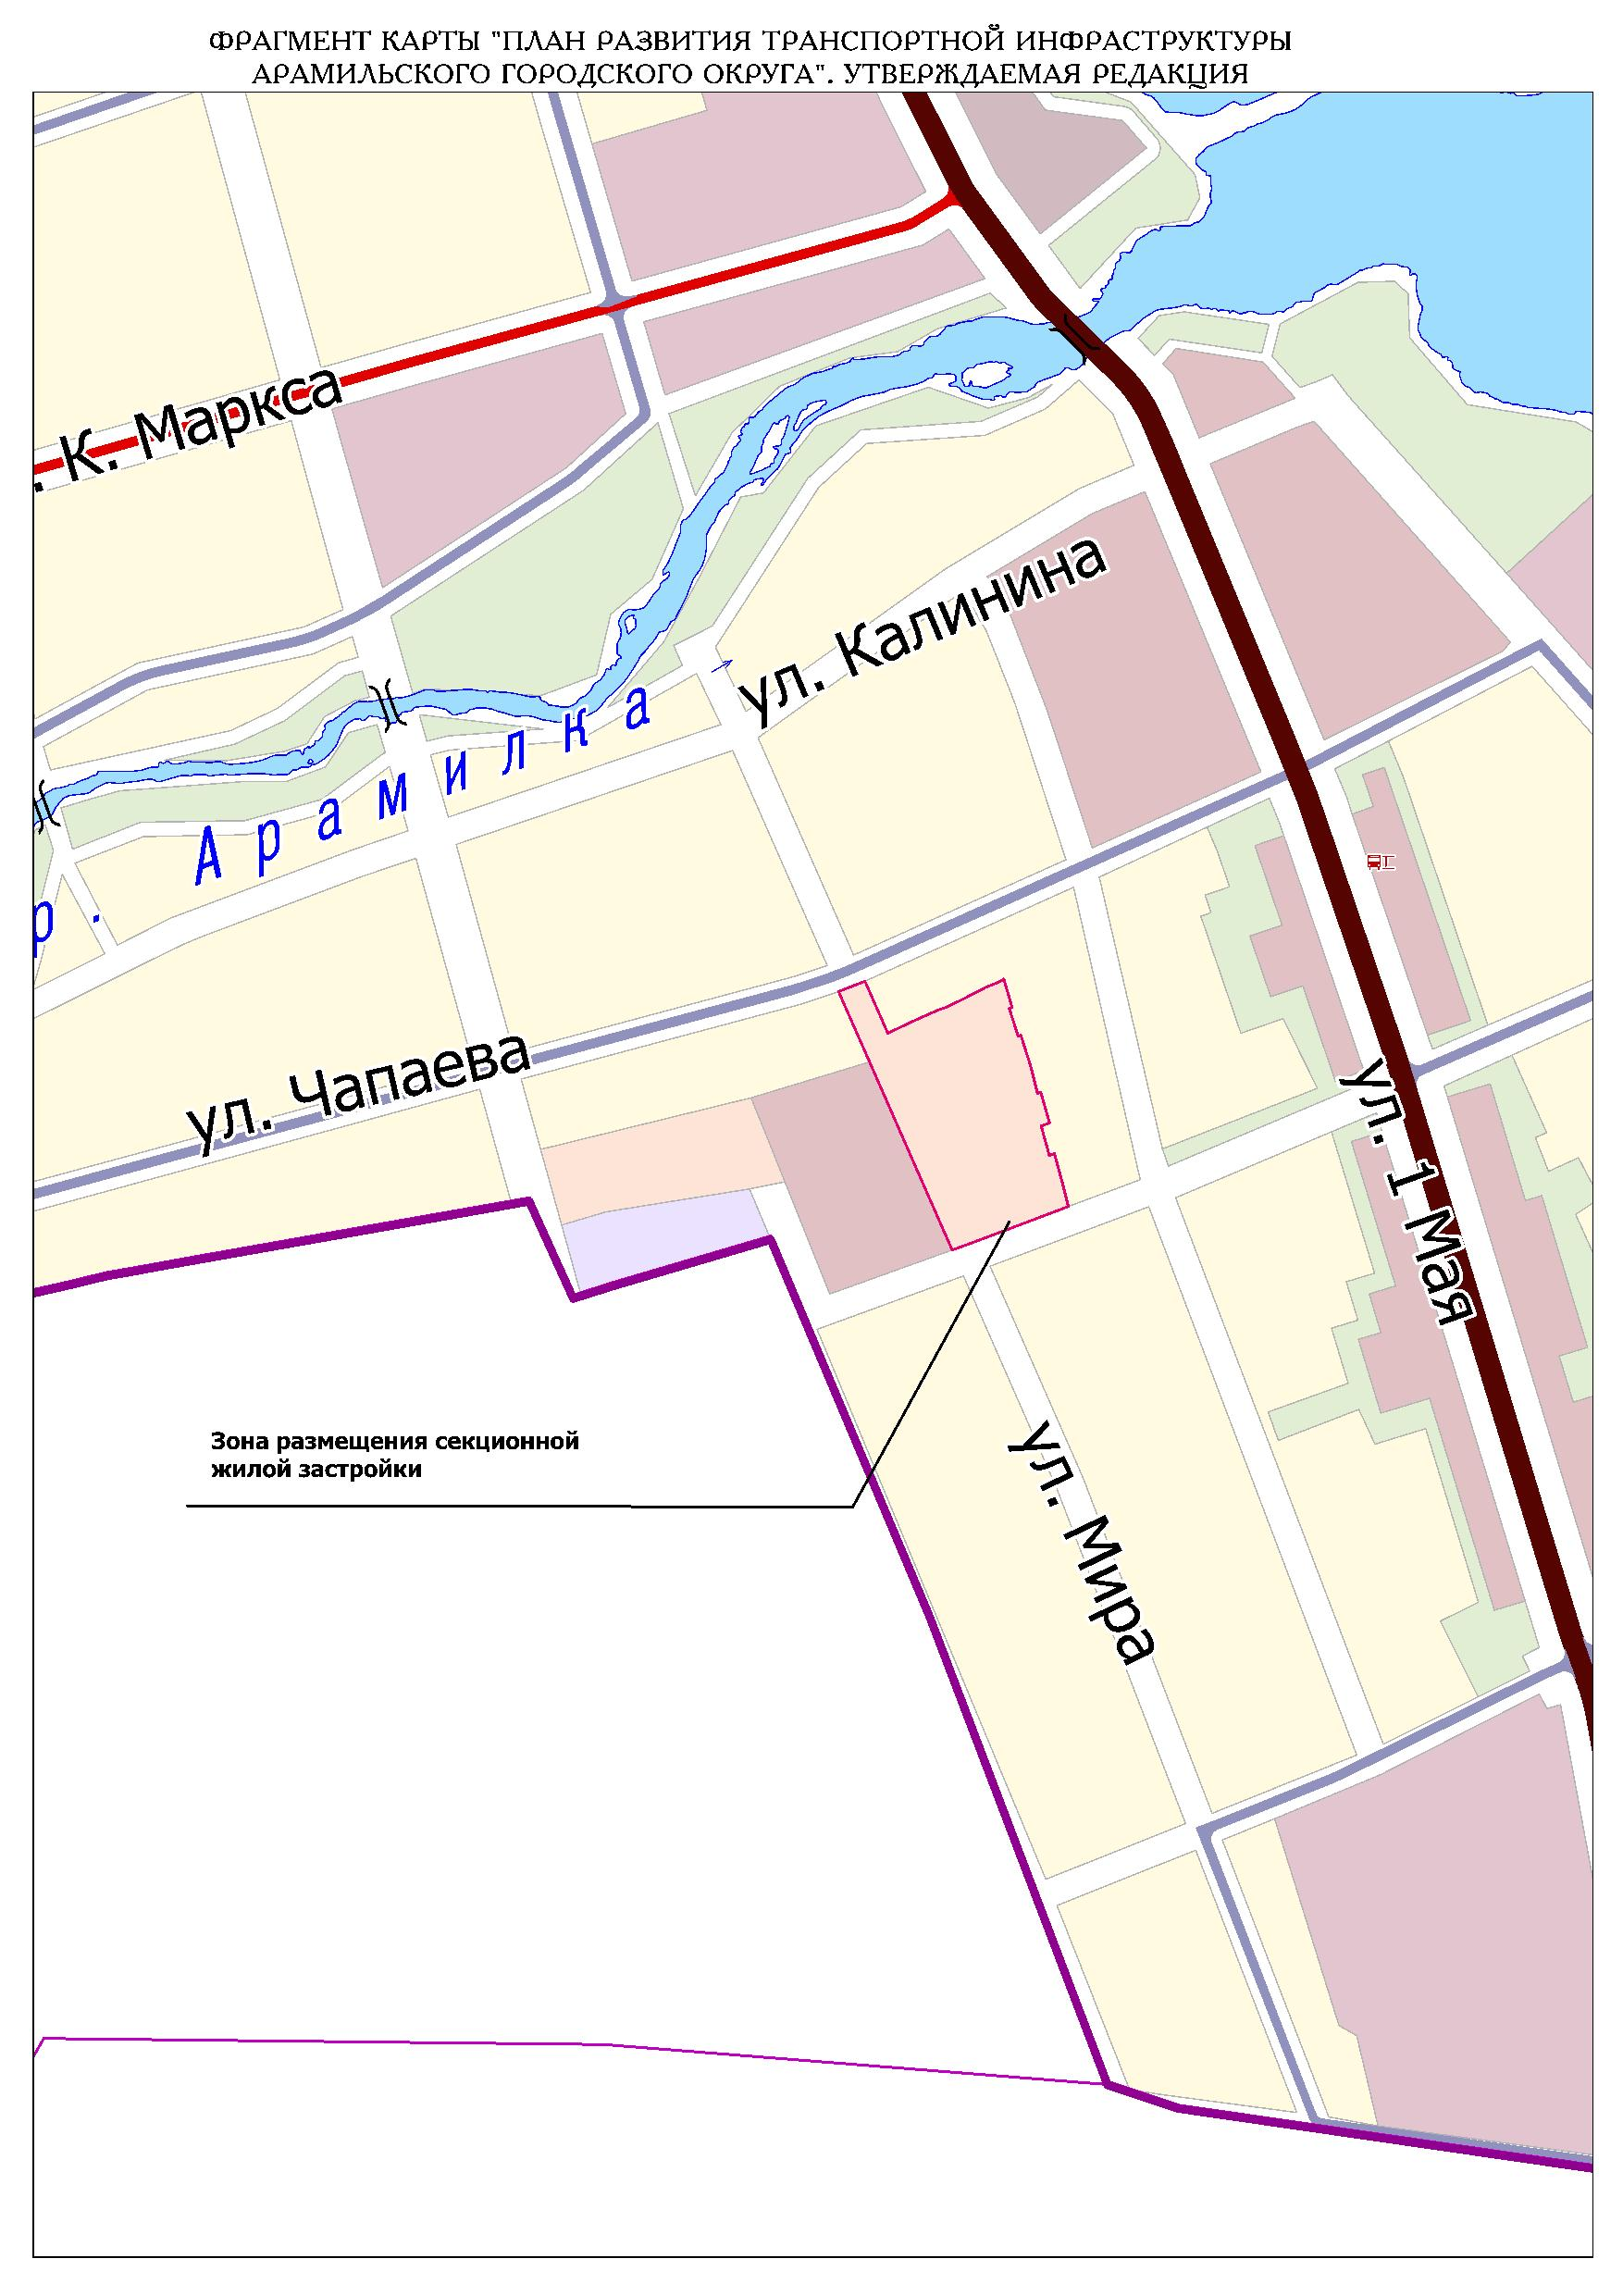 ФРАГМЕНТ КАРТЫ "ПЛАН РАЗВИТИЯ ТРАНСПОРТНОЙ ИНФРАСТРУКТУРЫ
АРАМИЛЬСКОГО ГОРОДСКОГО ОКРУГА". УТВЕРЖДАЕМАЯ РЕДАКЦИЯ
. К. Маркса
ул. Калинина
р. Арамилка
ул. Чапаева
ул. 1 Мая
Зона размещения секционной
жилой застройки
ул. Мира